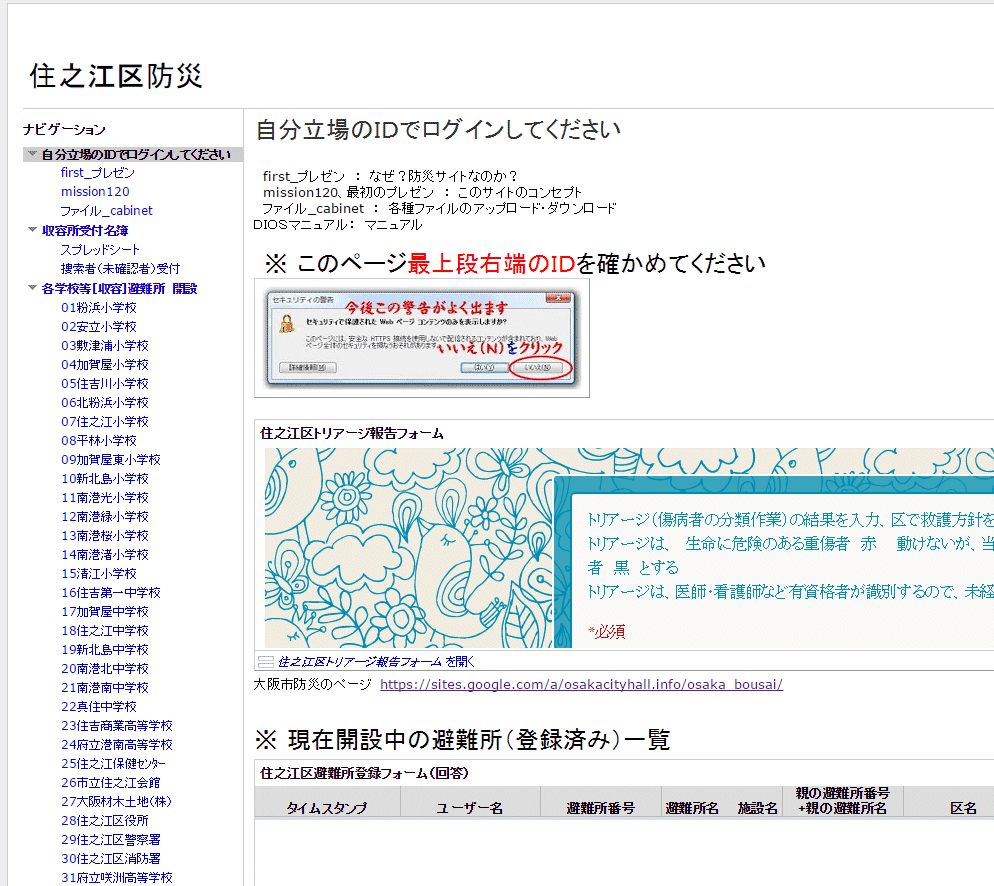 住之江区防災
ナビゲーション
自分立場のIDでログインしてください
first_プレゼン
mission120
ファイル_cabinet
収容所受付名簿
スプレッドシート
捜索者(未確認者)受付
各学校等[収容]避難所 開設
01粉浜小学校
02安立小学校
03敷津浦小学校
04加賀屋小学校
05住吉川小学校
06北粉浜小学校
07住之江小学校
08平林小学校
09加賀屋東小学校
10新北島小学校
11南港光小学校
12南港緑小学校
13南港桜小学校
14南港渚小学校
15清江小学校
16住吉第一中学校
17加賀屋中学校
18住之江中学校
19新北島中学校
20南港北中学校
21南港南中学校
22真住中学校
23住吉商業高等学校
24府立港南高等学校
25住之江保健センター
26市立住之江会館
27大阪材木土地(株)
28住之江区役所
29住之江区警察署
30住之江区消防署
31府立咲洲高等学校
自分立場のIDでログインしてください
first_プレゼン : なぜ?防災サイトなのか?
mission120、最初のプレゼン : このサイトのコンセプト
ファイル_cabinet : 各種ファイルのアップロード・ダウンロード
DIOSマニュアル: マニュアル
※ このページ最上段右端のIDを確かめてください
セキュリティの警告
今後この警告がよく出ます
セキュリティで保護された Web ページ コンテンツのみを表示しますか?
このページには、安全な HTTPS 接続を使用しないで配信されるコンテンツが含まれており、Web
ページ全体のセキュリティを損なうおそれがあります。
いいえ(N)をクリック
詳細情報(M)
はい(Y)
いいえ(N)
住之江区トリアージ報告フォーム
トリアージ(傷病者の分類作業)の結果を入力、区で救護方針を
トリアージは、 生命に危険のある重傷者 赤 動けないが、当
者 黒 とする
トリアージは、医師・看護師など有資格者が識別するので、未経
*必須
住之江区トリアージ報告フォーム を開く
大阪市防災のページ https://sites.google.com/a/osakacityhall.info/osaka_bousai/
※ 現在開設中の避難所(登録済み)一覧
住之江区避難所登録フォーム(回答)
タイムスタンプ ユーザー名 避難所番号 避難所名 施設名 親の避難所番号+親の避難所名 区名